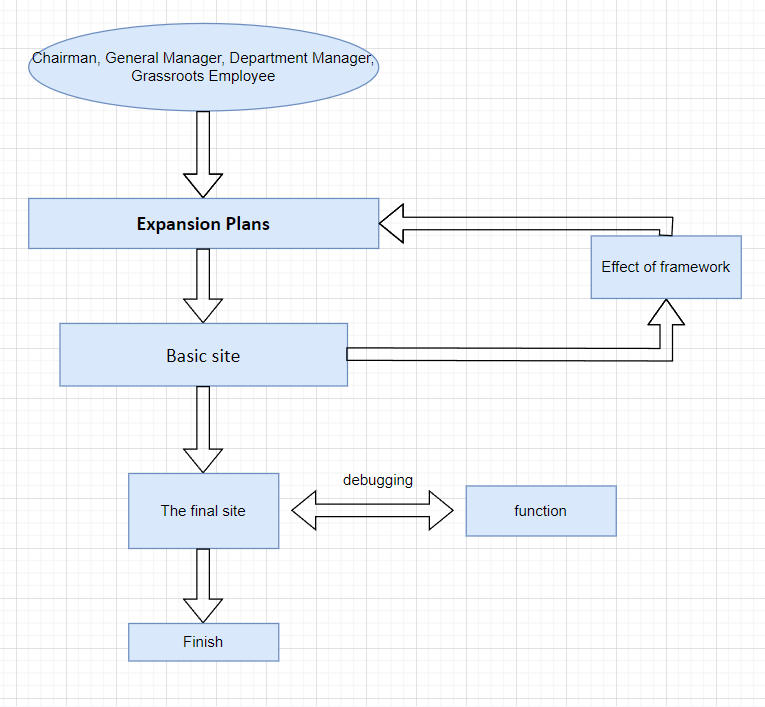 Chairman, General Manager, Department Manager,
Grassroots Employee
Expansion Plans
Effect of framework
Basic site
debugging
The final site
function
Finish